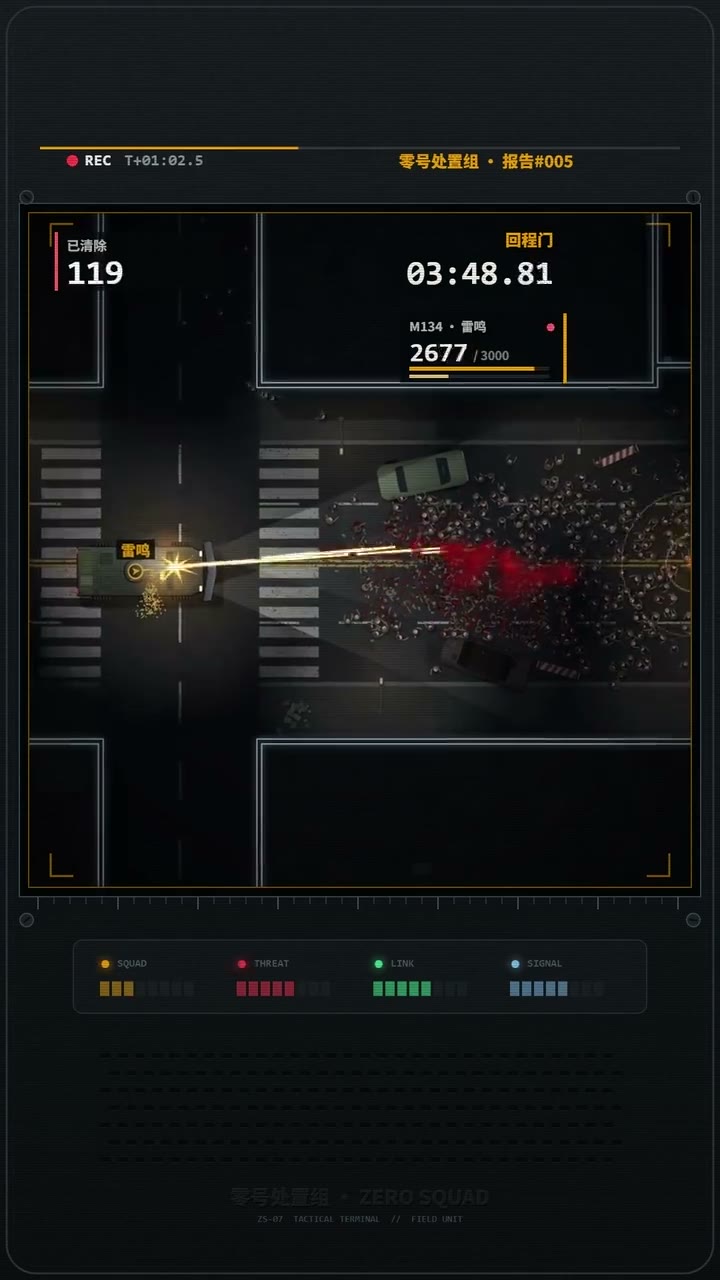 REC T+01:02.5
零号处置组 · 报告#005
已清除
119
回程门
03:48.81
M134 · 雷鸣
2677 / 3000
雷鸣
SQUAD
THREAT
LINK
SIGNAL
零号处置组 · ZERO SQUAD
ZS-07 TACTICAL TERMINAL // FIELD UNIT